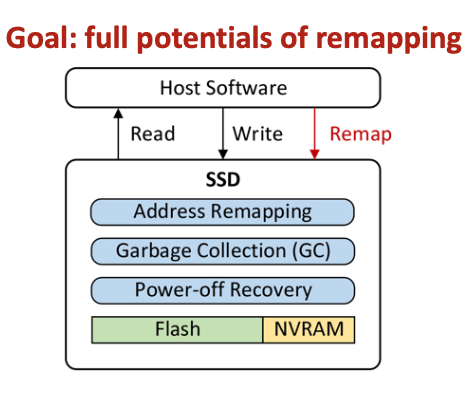 Goal: full potentials of remapping
Host Software
Read
Write
Remap
SSD
Address Remapping
Garbage Collection (GC)
Power-off Recovery
Flash
NVRAM